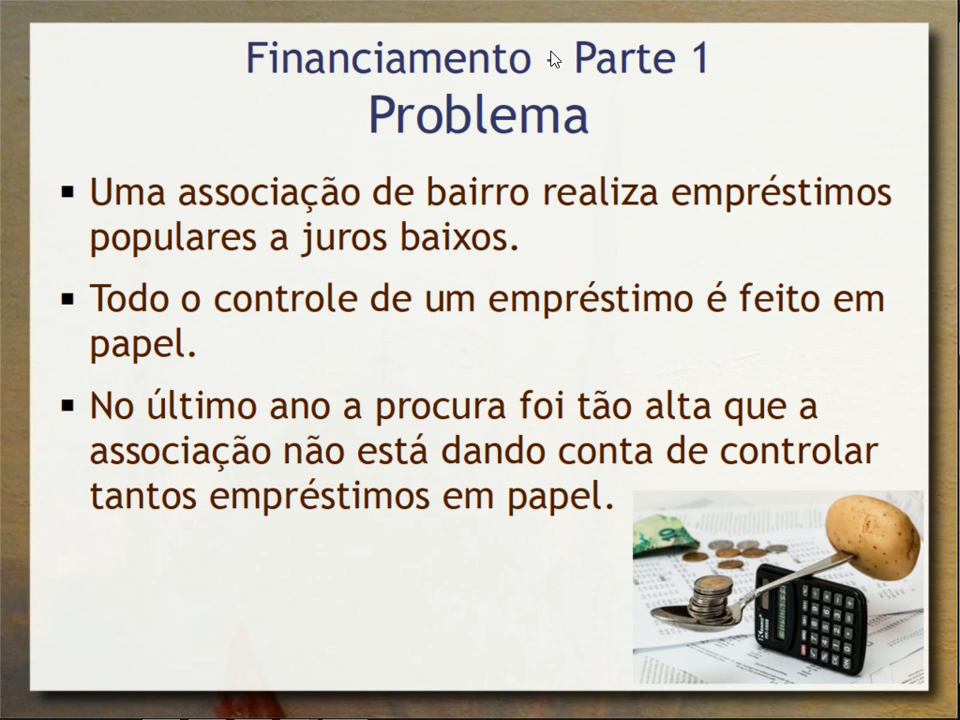 Financiamento - Parte 1
Problema
Uma associação de bairro realiza empréstimos
populares a juros baixos.
Todo o controle de um empréstimo é feito em
papel.
No último ano a procura foi tão alta que a
associação não está dando conta de controlar
tantos empréstimos em papel.